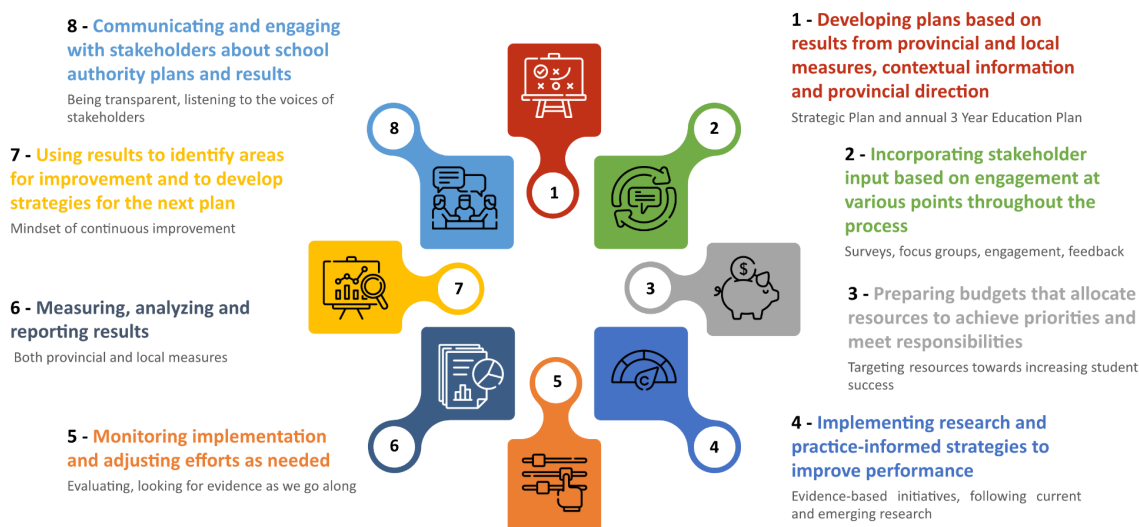 1 - Developing plans based on
results from provincial and local
measures, contextual information
and provincial direction
Strategic Plan and annual 3 Year Education Plan
2 - Incorporating stakeholder
input based on engagement at
various points throughout the
process
Surveys, focus groups, engagement, feedback
3 - Preparing budgets that allocate
resources to achieve priorities and
meet responsibilities
Targeting resources towards increasing student
success
4 - Implementing research and
practice-informed strategies to
improve performance
Evidence-based initiatives, following current
and emerging research
5 - Monitoring implementation
and adjusting efforts as needed
Evaluating, looking for evidence as we go along
6 - Measuring, analyzing and
reporting results
Both provincial and local measures
7 - Using results to identify areas
for improvement and to develop
strategies for the next plan
Mindset of continuous improvement
8 - Communicating and engaging
with stakeholders about school
authority plans and results
Being transparent, listening to the voices of
stakeholders
1
2
3
$
4
C
5
6
7
8